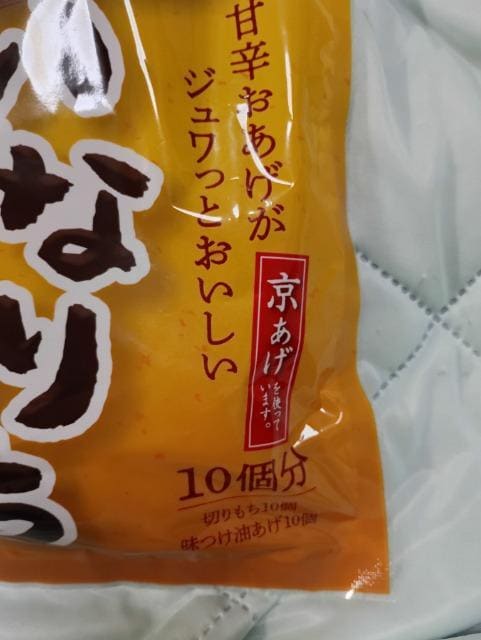 甘辛おあげが
ジュワっとおいしい
いなりう
京あげ
を使って
います。
10個分
切りもち10個
味つけ油あげ10個